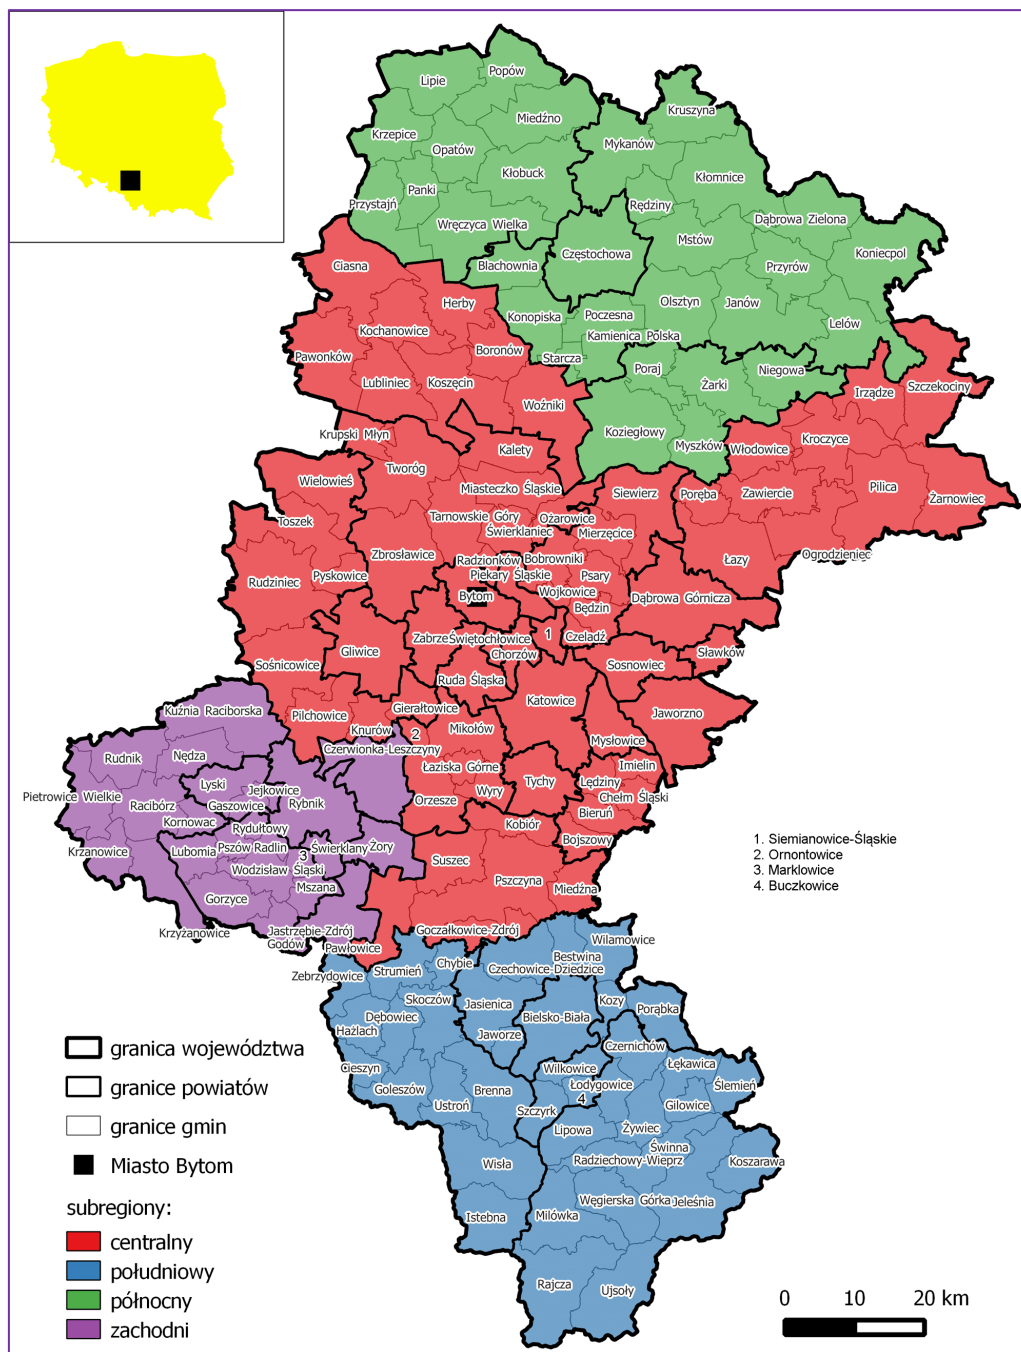 Lipie
Popów
Kruszyna
Miedźno
Krzepice
Mykanów
Opatów
Kłobuck
Kłomnice
Panki
Przystajń
Rędziny
Dąbrowa Zielona
Wręczyca Wielka
Mstów
Częstochowa
Koniecpol
Ciasna
Blachownia
Przyrów
Herby
Olsztyn
Janów
Konopiska
Poczesna
Lelów
Kochanowice
Kamienica Polska
Boronów
Pawonków
Starcza
Poraj
Niegowa
Lubliniec
Koszęcin
Żarki
Szczekociny
Irządze
Woźniki
Koziegłowy
Krupski Młyn
Myszków
Kroczyce
Kalety
Włodowice
Tworóg
Wielowieś
Miasteczko Śląskie
Siewierz
Poręba
Zawiercie
Pilica
Żarnowiec
Toszek
Tarnowskie Góry
Ożarowice
Świerklaniec
Mierzęcice
Zbrosławice
Radzionków
Bobrowniki
Łazy
Ogrodzieniec
Rudziniec
Pyskowice
Piekary Śląskie
Psary
Bytom
Wojkowice
Dąbrowa Górnicza
Będzin
Zabrze
Świętochłowice
1
Czeladź
Gliwice
Chorzów
Sławków
Sośnicowice
Sosnowiec
Ruda Śląska
Katowice
Kuźnia Raciborska
Pilchowice
Gierałtowice
Jaworzno
Knurów
2
Mikołów
Mysłowice
Czerwionka-Leszczyny
Rudnik
Nędza
Łaziska Górne
Imielin
Lyski
Jejkowice
Tychy
Lędziny
Pietrowice Wielkie
Racibórz
Gaszowice
Rybnik
Orzesze
Wyry
Chełm Śląski
Kornowac
Rydułtowy
Kobiór
Bieruń
Krzanowice
Lubomia
Pszów
Radlin
3
Świerklany
Żory
Bojszowy
Wodzisław Śląski
Suszec
Mszana
Pszczyna
Miedźna
Gorzyce
Krzyżanowice
Jastrzębie-Zdrój
Goczałkowice-Zdrój
Godów
Pawłowice
Wilamowice
Zebrzydowice
Strumień
Chybie
Bestwina
Czechowice-Dziedzice
Skoczów
Jasienica
Kozy
Porąbka
Dębowiec
Bielsko-Biała
Hażlach
Jaworze
Czernichów
Cieszyn
Wilkowice
Łękawica
Goleszów
Brenna
Łodygowice
Ślemień
4
Ustroń
Szczyrk
Gilowice
Lipowa
Żywiec
Świnna
Wisła
Radziechowy-Wieprz
Koszarawa
Węgierska Górka
Jeleśnia
Istebna
Milówka
Rajcza
Ujsoły
1. Siemianowice-Śląskie
2. Ornontowice
3. Marklowice
4. Buczkowice
granica województwa
granice powiatów
granice gmin
Miasto Bytom
subregiony:
centralny
południowy
północny
zachodni
0 10 20 km